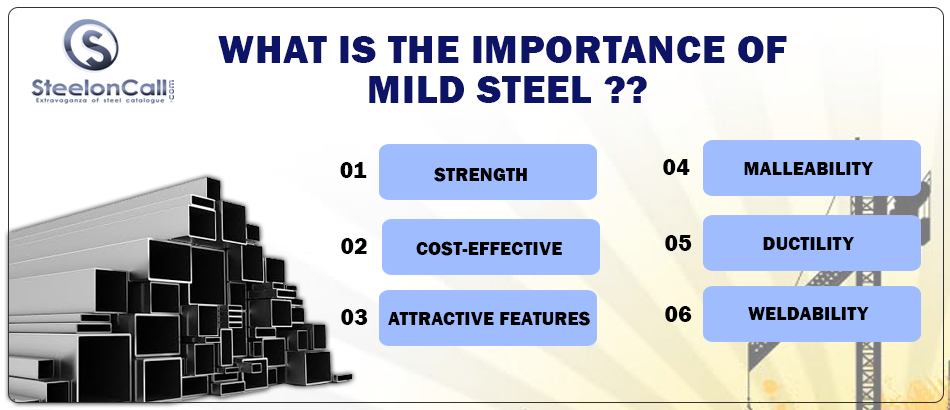 SteelonCall.com
Extravaganza of steel catalogue
WHAT IS THE IMPORTANCE OF
MILD STEEL ??
01 STRENGTH
02 COST-EFFECTIVE
03 ATTRACTIVE FEATURES
04 MALLEABILITY
05 DUCTILITY
06 WELDABILITY